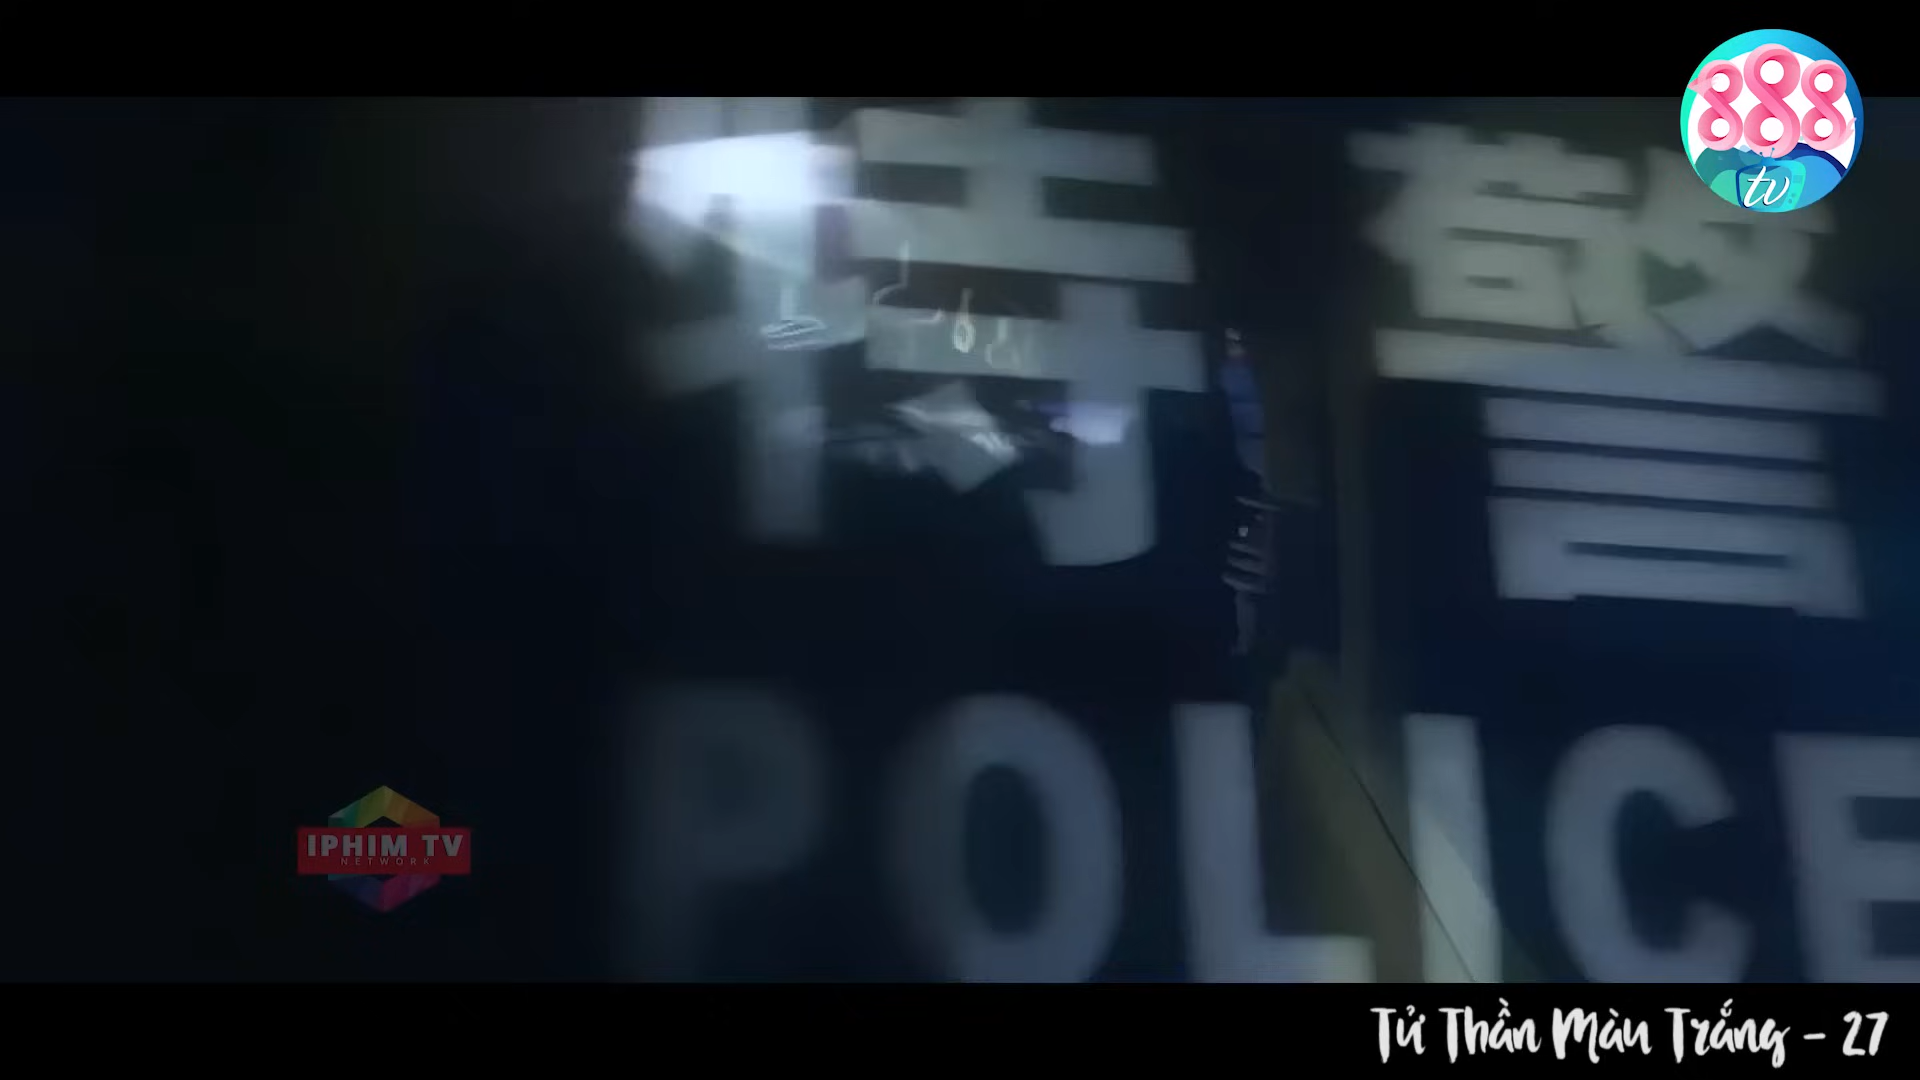 888
tv
特警
POLICE
IPHIM TV
NETWORK
Tử Thần Màu Trắng - 27